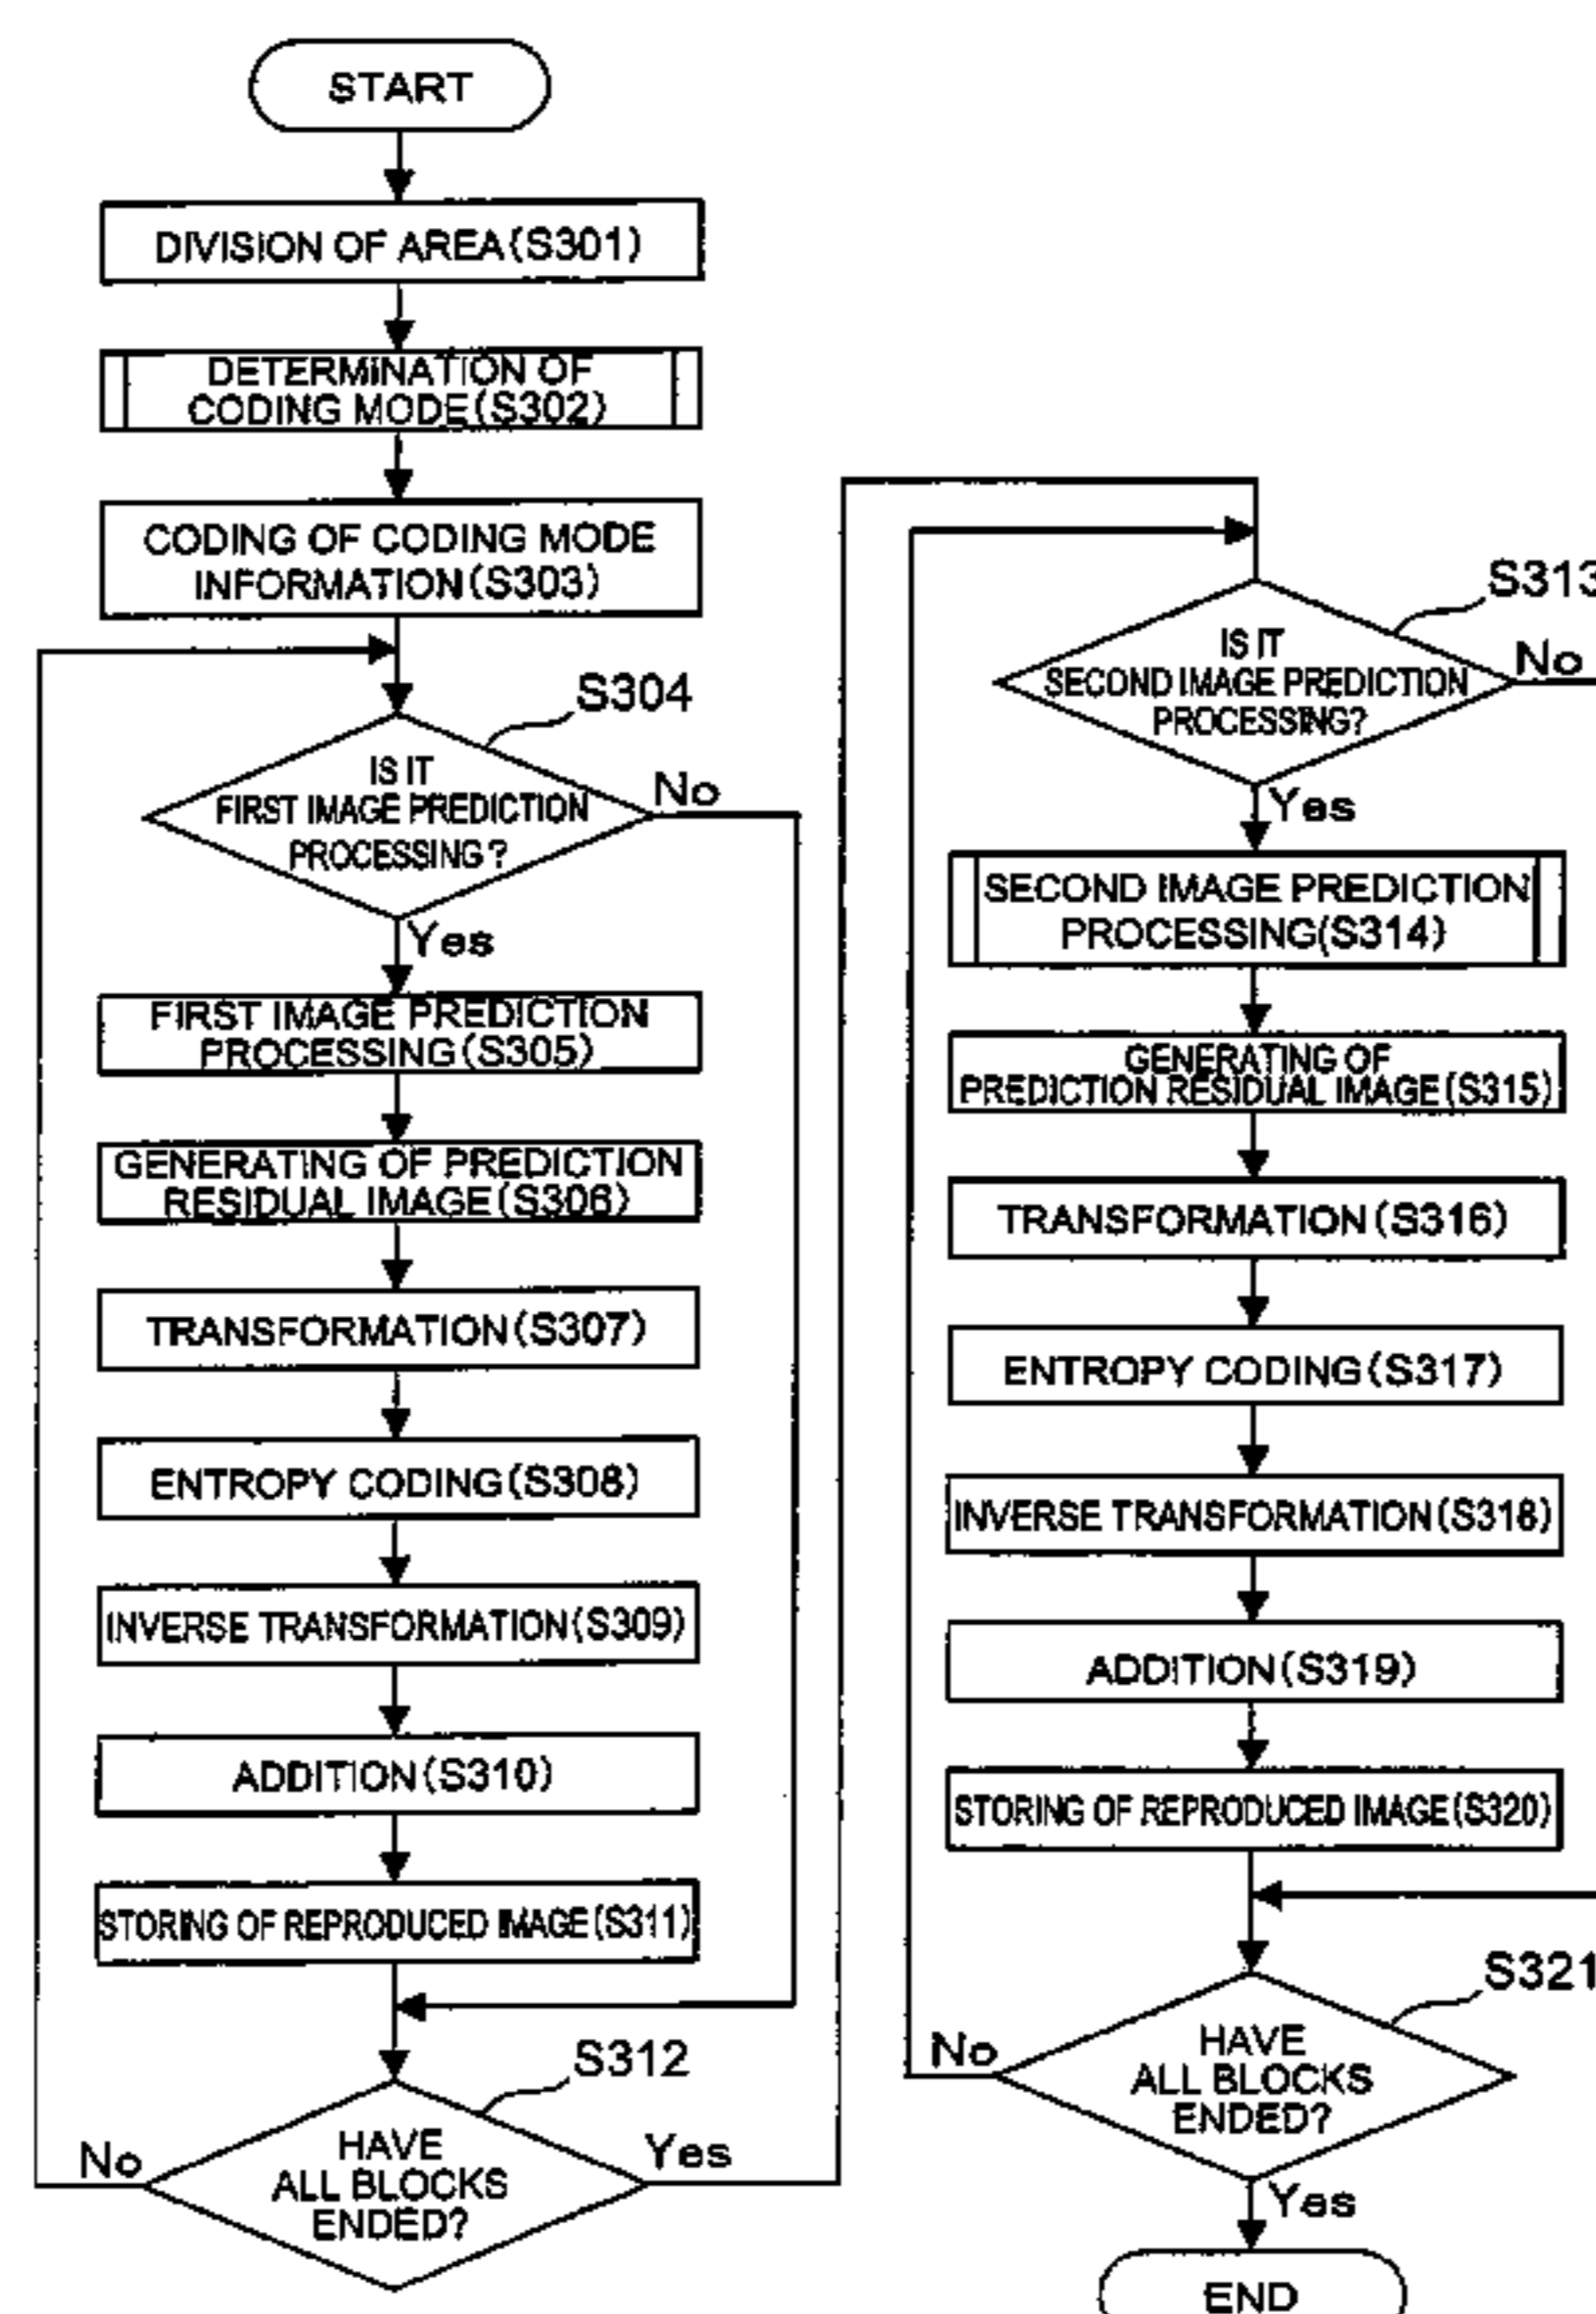 START
DIVISION OF AREA(S301)
DETERMINATION OF
CODING MODE(S302)
CODING OF CODING MODE
INFORMATION(S303)
S304
IS IT
FIRST IMAGE PREDICTION
PROCESSING?
No
Yes
FIRST IMAGE PREDICTION
PROCESSING(S305)
GENERATING OF PREDICTION
RESIDUAL IMAGE(S306)
TRANSFORMATION(S307)
ENTROPY CODING(S308)
INVERSE TRANSFORMATION(S309)
ADDITION(S310)
STORING OF REPRODUCED IMAGE(S311)
S312
HAVE
ALL BLOCKS
ENDED?
No
Yes
S313
IS IT
SECOND IMAGE PREDICTION
PROCESSING?
No
Yes
SECOND IMAGE PREDICTION
PROCESSING(S314)
GENERATING OF
PREDICTION RESIDUAL IMAGE(S315)
TRANSFORMATION(S316)
ENTROPY CODING(S317)
INVERSE TRANSFORMATION(S318)
ADDITION(S319)
STORING OF REPRODUCED IMAGE(S320)
S321
HAVE
ALL BLOCKS
ENDED?
No
Yes
END